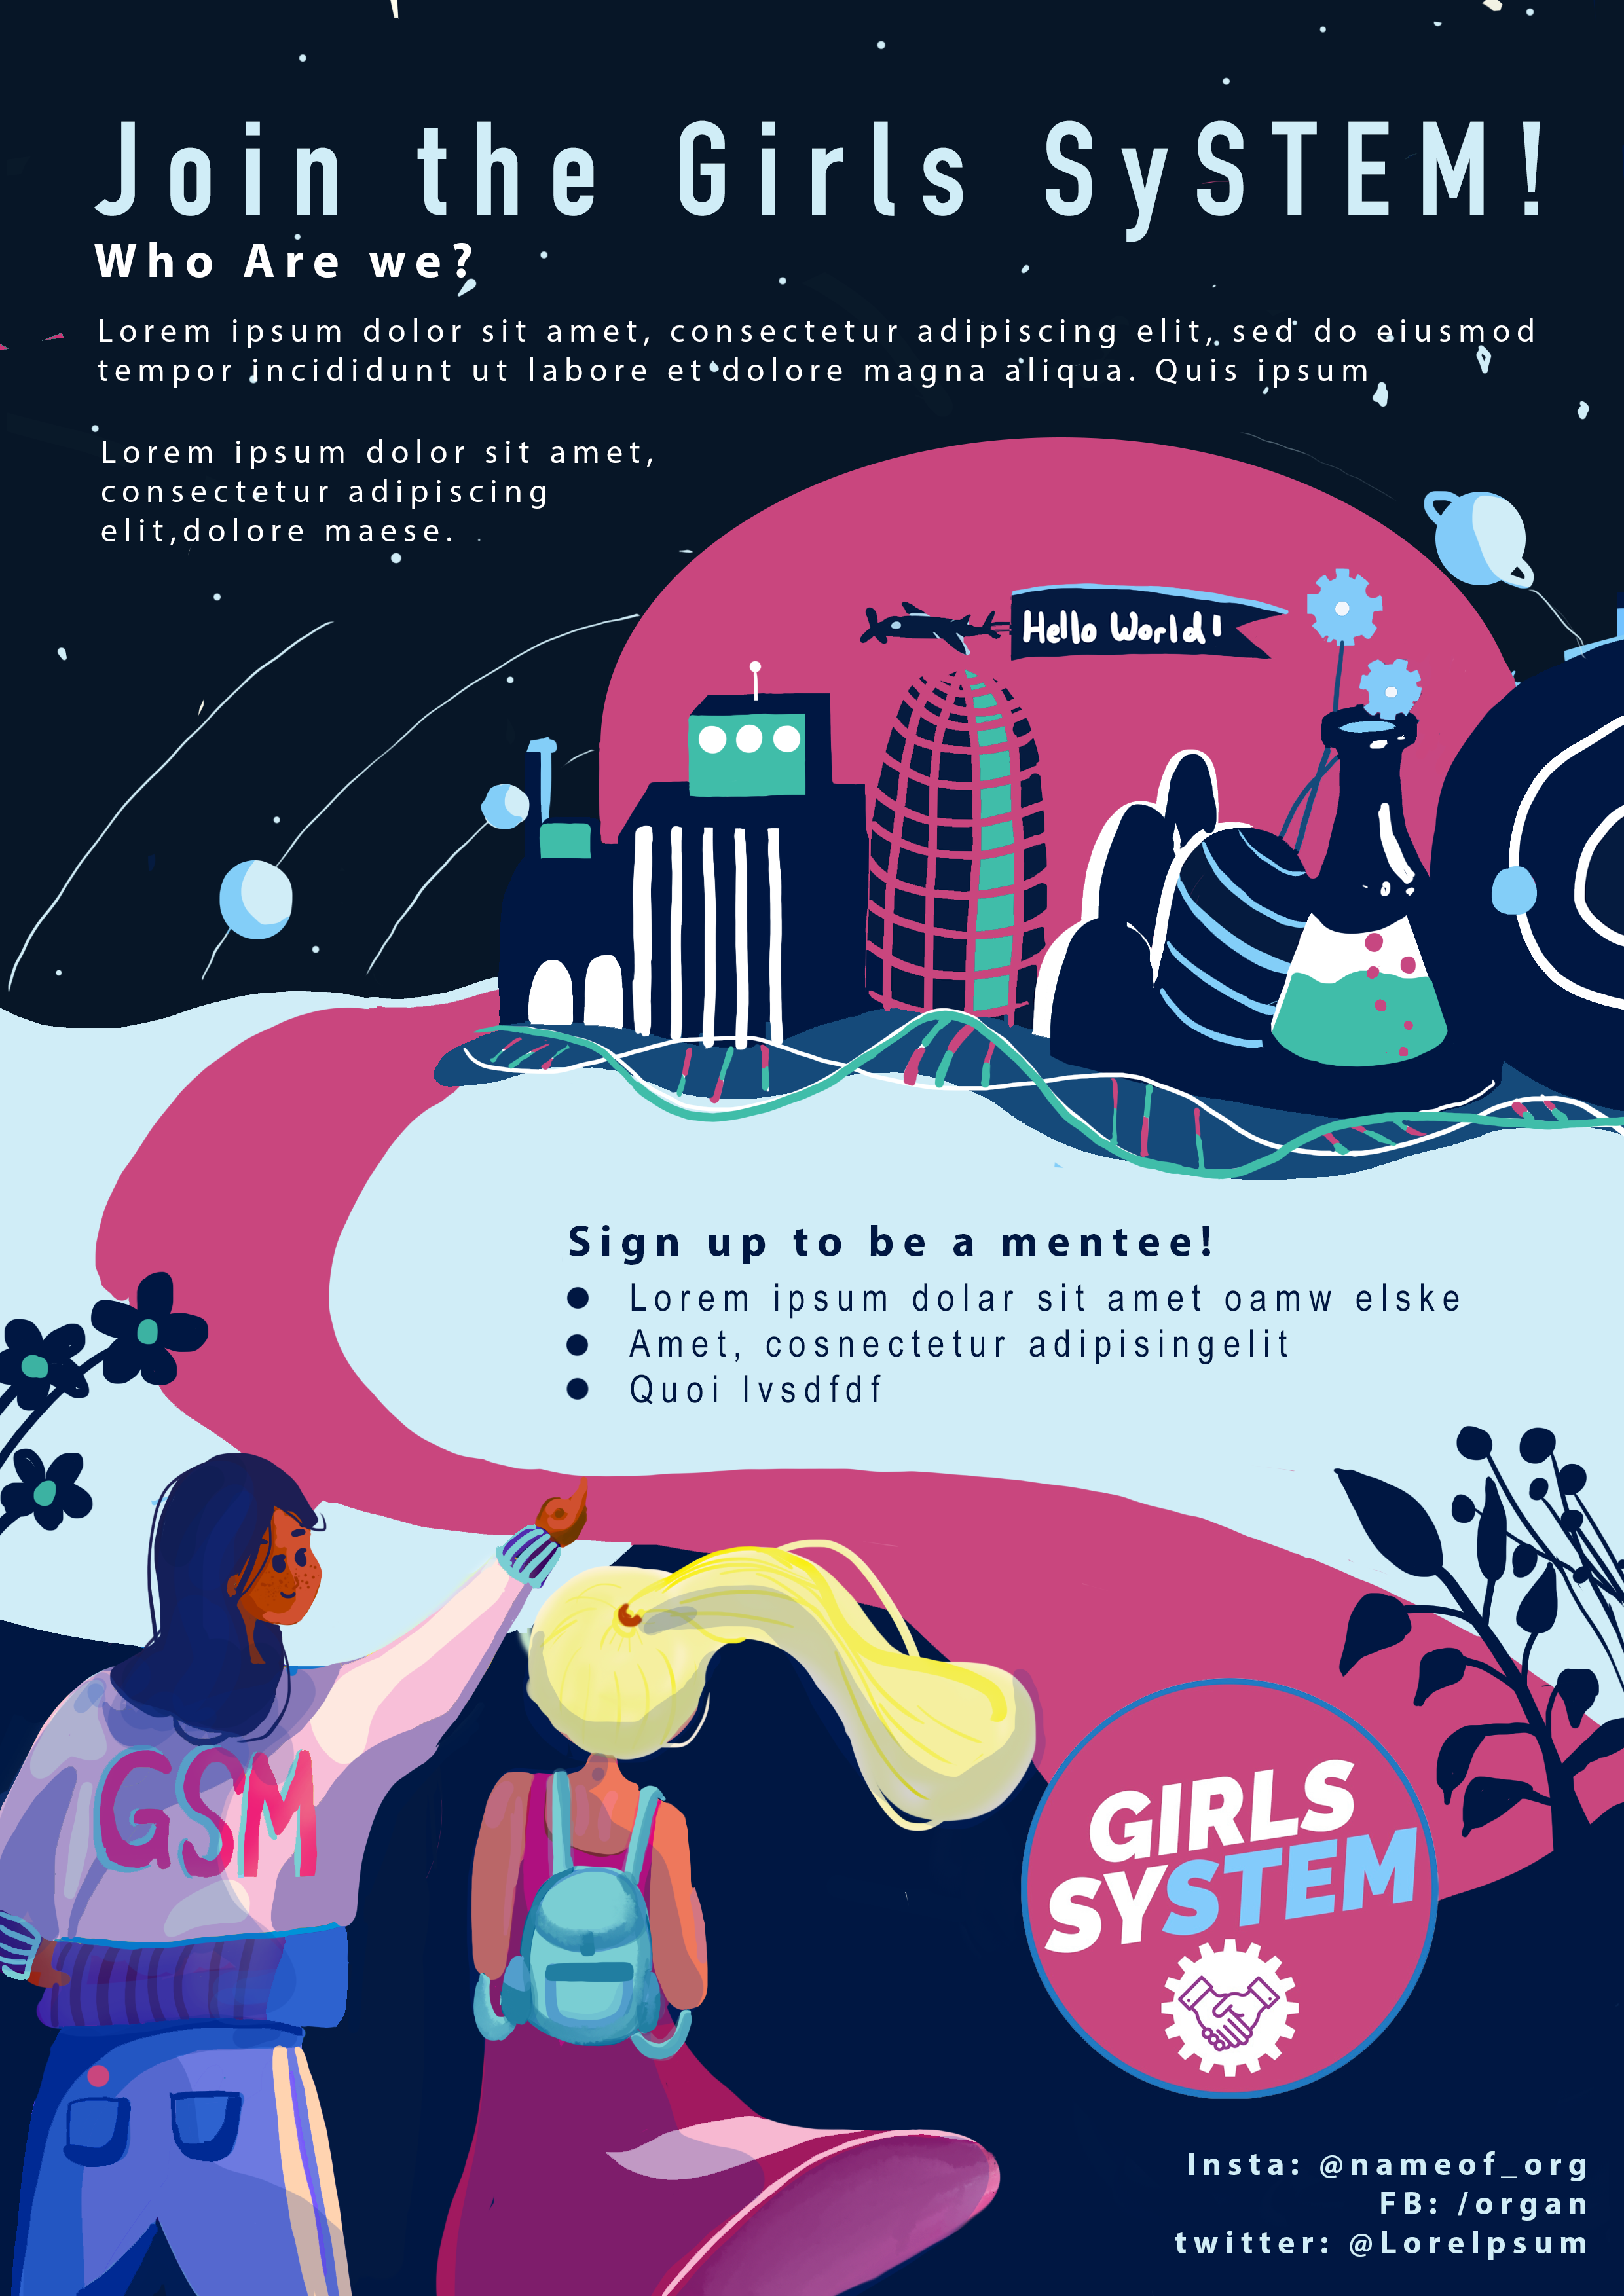 Join the Girls SySTEM!
Who Are we?
Lorem ipsum dolor sit amet, consectetur adipiscing elit, sed do eiusmod
tempor incididunt ut labore et dolore magna aliqua. Quis ipsum
Lorem ipsum dolor sit amet,
consectetur adipiscing
elit,dolore maese.
Hello World!
Sign up to be a mentee!
● Lorem ipsum dolar sit amet oamw elske
● Amet, cosnectetur adipisingelit
● Quoi lvsdfdf
GSM
GIRLS
SYSTEM
Insta: @nameof_org
FB: /organ
twitter: @LoreIpsum